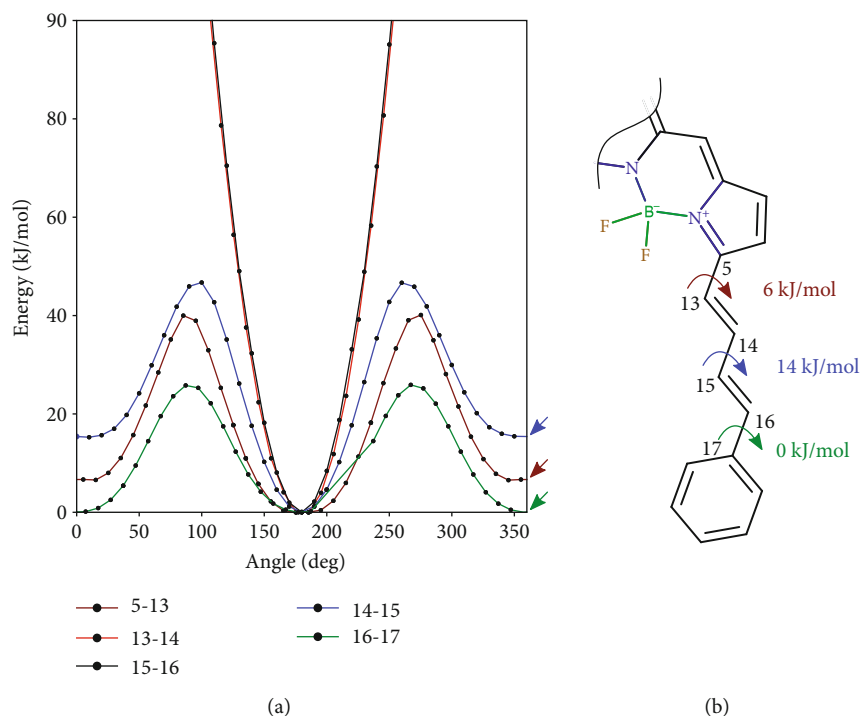 90
80
60
40
20
0
Energy (kJ/mol)
0 50 100 150 200 250 300 350
Angle (deg)
5-13
13-14
15-16
14-15
16-17
(a)
N
B–
N+
F
F
5
13
6 kJ/mol
14
15
14 kJ/mol
16
17
0 kJ/mol
(b)